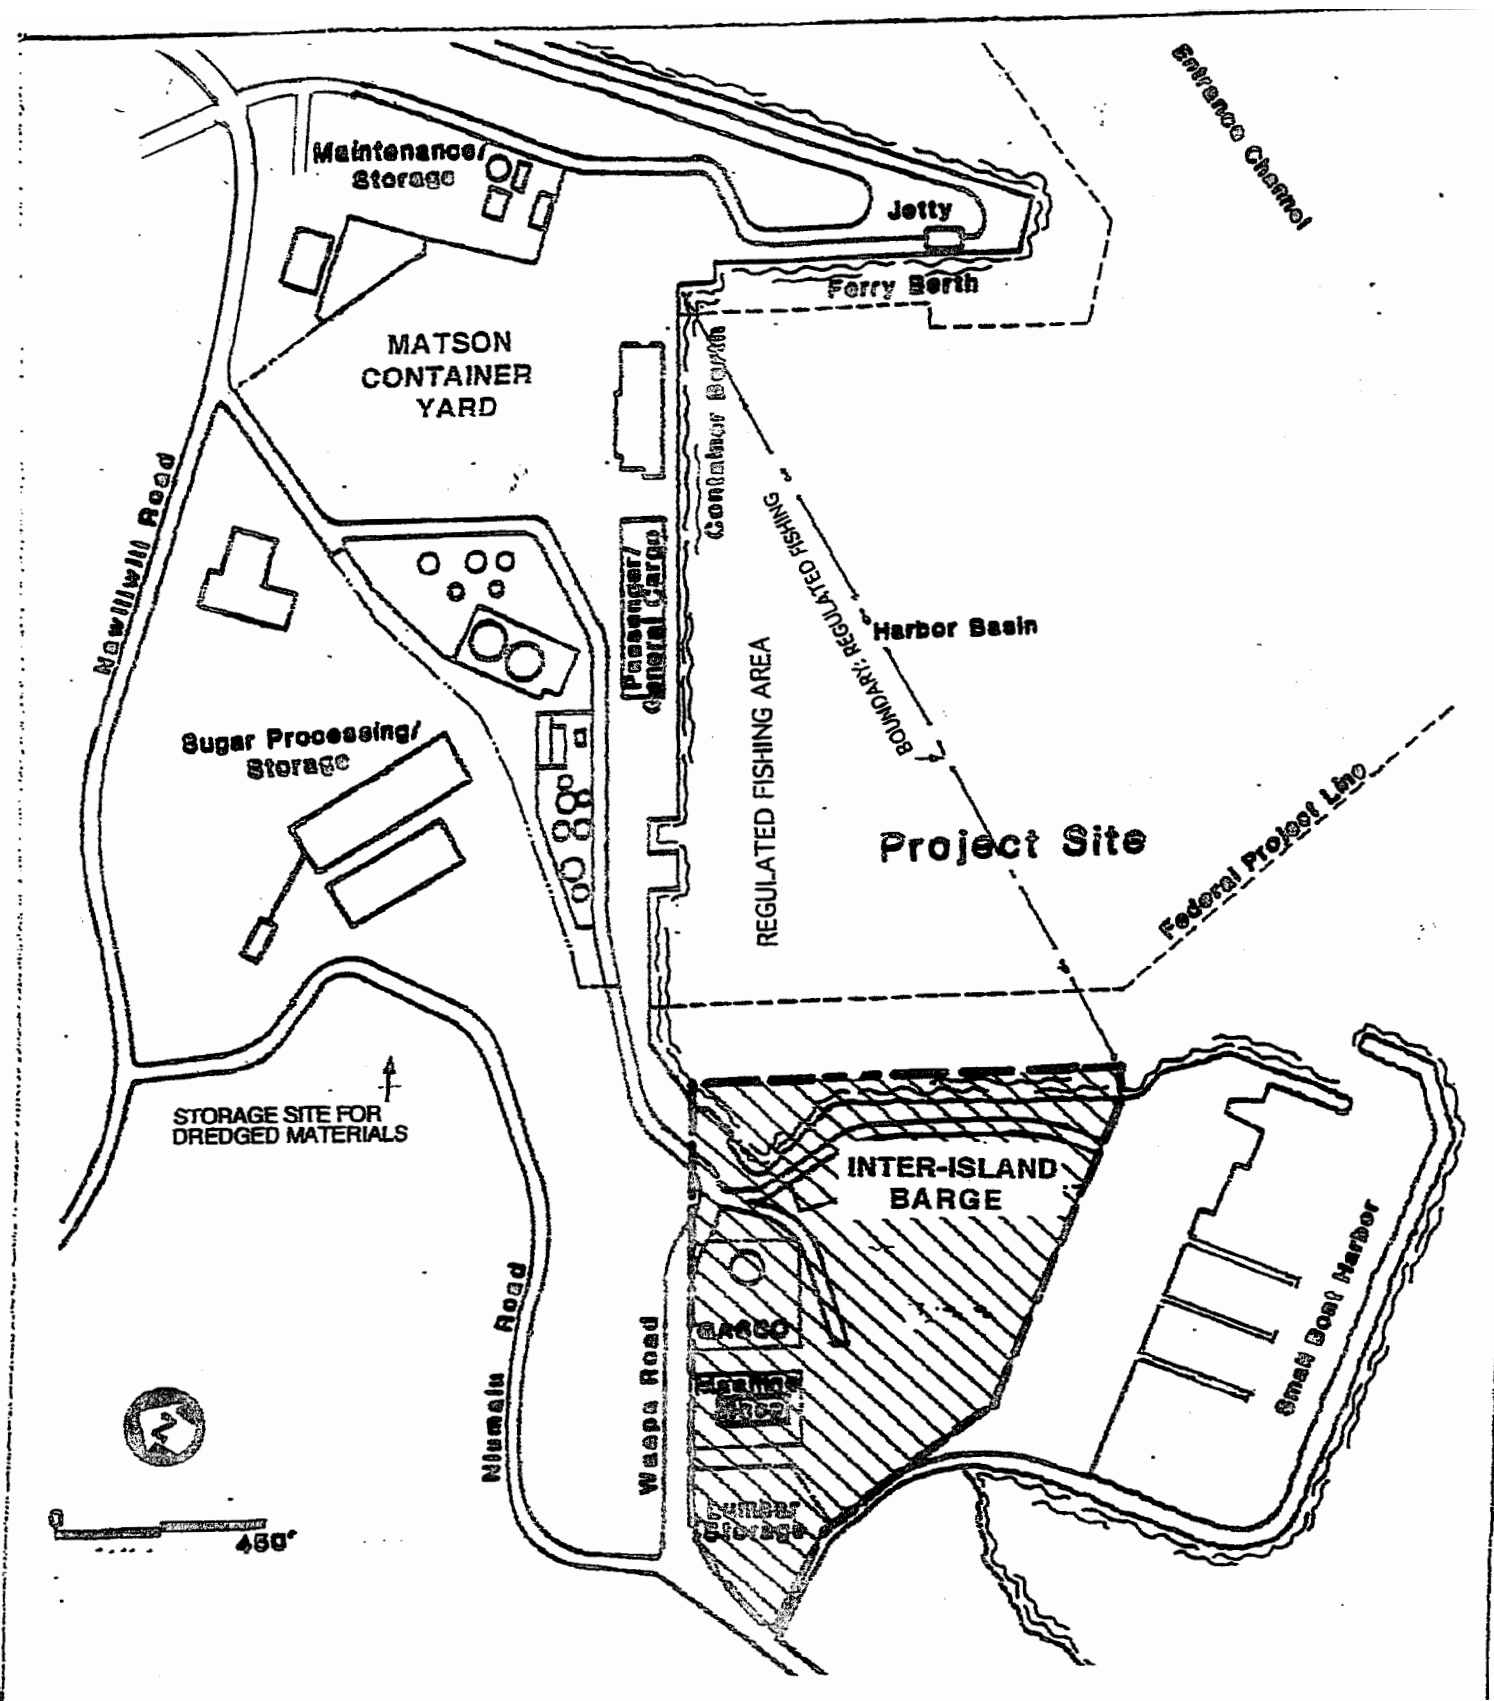 Entrance Channel
Maintenance/
Storage
Jetty
Ferry Berth
MATSON
CONTAINER
YARD
Container Berth
Nawiliwili Road
REGULATED FISHING
BOUNDARY:
Passenger/
General Cargo
Harbor Basin
REGULATED FISHING AREA
Sugar Processing/
Storage
Project Site
Federal Project Line
STORAGE SITE FOR
DREDGED MATERIALS
INTER-ISLAND
BARGE
Small Boat Harbor
Niumalu Road
Waapa Road
GASCO
Lumber
Storage
N
0
450'